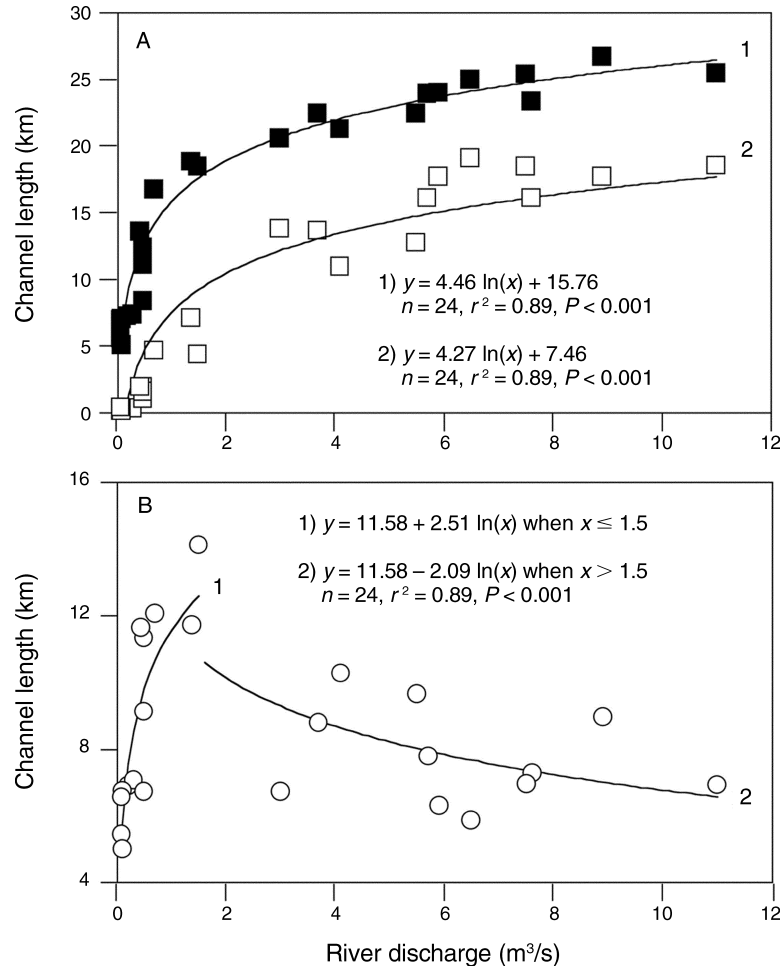 30
25
20
15
10
5
0
Channel length (km)
A
1
2
1) y = 4.46 ln(x) + 15.76
n = 24, r² = 0.89, P < 0.001
2) y = 4.27 ln(x) + 7.46
n = 24, r² = 0.89, P < 0.001
0 2 4 6 8 10 12
16
12
8
4
Channel length (km)
B
1) y = 11.58 + 2.51 ln(x) when x ≤ 1.5
2) y = 11.58 – 2.09 ln(x) when x > 1.5
n = 24, r² = 0.89, P < 0.001
1
2
0 2 4 6 8 10 12
River discharge (m³/s)